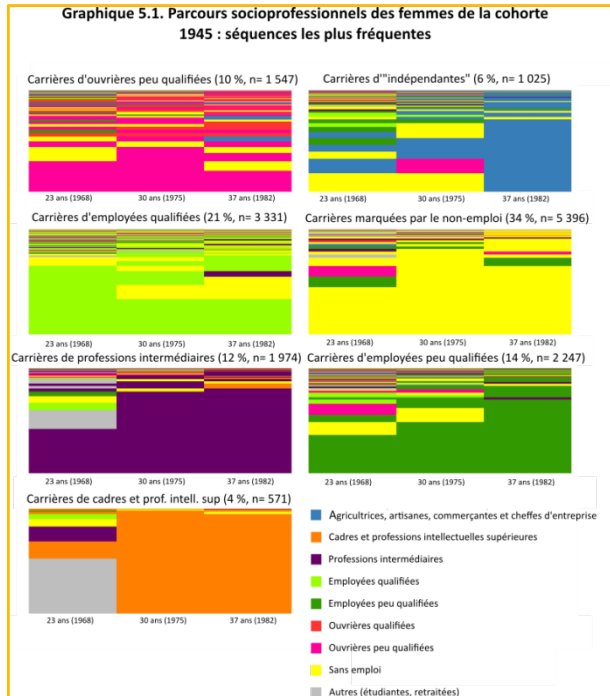 Graphique 5.1. Parcours socioprofessionnels des femmes de la cohorte
1945 : séquences les plus fréquentes
Carrières d'ouvrières peu qualifiées (10 %, n= 1 547)
23 ans (1968) 30 ans (1975) 37 ans (1982)
Carrières d'"indépendantes" (6 %, n= 1 025)
23 ans (1968) 30 ans (1975) 37 ans (1982)
Carrières d'employées qualifiées (21 %, n= 3 331)
23 ans (1968) 30 ans (1975) 37 ans (1982)
Carrières marquées par le non-emploi (34 %, n= 5 396)
23 ans (1968) 30 ans (1975) 37 ans (1982)
Carrières de professions intermédiaires (12 %, n= 1 974)
23 ans (1968) 30 ans (1975) 37 ans (1982)
Carrières d'employées peu qualifiées (14 %, n= 2 247)
23 ans (1968) 30 ans (1975) 37 ans (1982)
Carrières de cadres et prof. intell. sup (4 %, n= 571)
23 ans (1968) 30 ans (1975) 37 ans (1982)
Agricultrices, artisanes, commerçantes et cheffes d'entreprise
Cadres et professions intellectuelles supérieures
Professions intermédiaires
Employées qualifiées
Employées peu qualifiées
Ouvrières qualifiées
Ouvrières peu qualifiées
Sans emploi
Autres (étudiantes, retraitées)